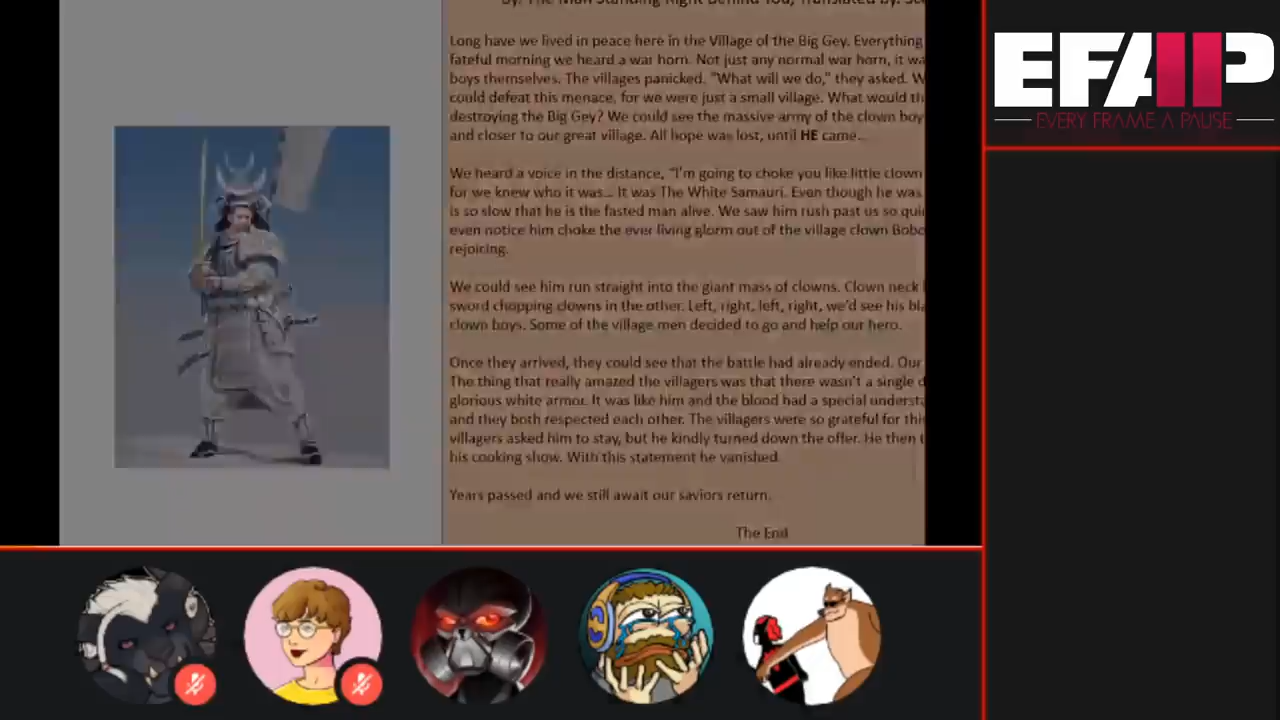 By: The Man Standing Right Behind You, Translated by:
Long have we lived in peace here in the Village of the Big Gey. Everything
fateful morning we heard a war horn. Not just any normal war horn, it wa
boys themselves. The villages panicked. "What will we do," they asked. W
could defeat this menace, for we were just a small village. What would th
destroying the Big Gey? We could see the massive army of the clown boy
and closer to our great village. All hope was lost, until HE came…
We heard a voice in the distance, "I'm going to choke you like little clown
for we knew who it was… It was The White Samauri. Even though he was
is so slow that he is the fasted man alive. We saw him rush past us so qui
even notice him choke the ever living glorm out of the village clown Bobo
rejoicing.
We could see him run straight into the giant mass of clowns. Clown neck
sword chopping clowns in the other. Left, right, left, right, we'd see his bla
clown boys. Some of the village men decided to go and help our hero.
Once they arrived, they could see that the battle had already ended. Our
The thing that really amazed the villagers was that there wasn't a single d
glorious white armor. It was like him and the blood had a special understa
and they both respected each other. The villagers were so grateful for this
villagers asked him to stay, but he kindly turned down the offer. He then t
his cooking show. With this statement he vanished.
Years passed and we still await our saviors return.
The End
EFAP
EVERY FRAME A PAUSE